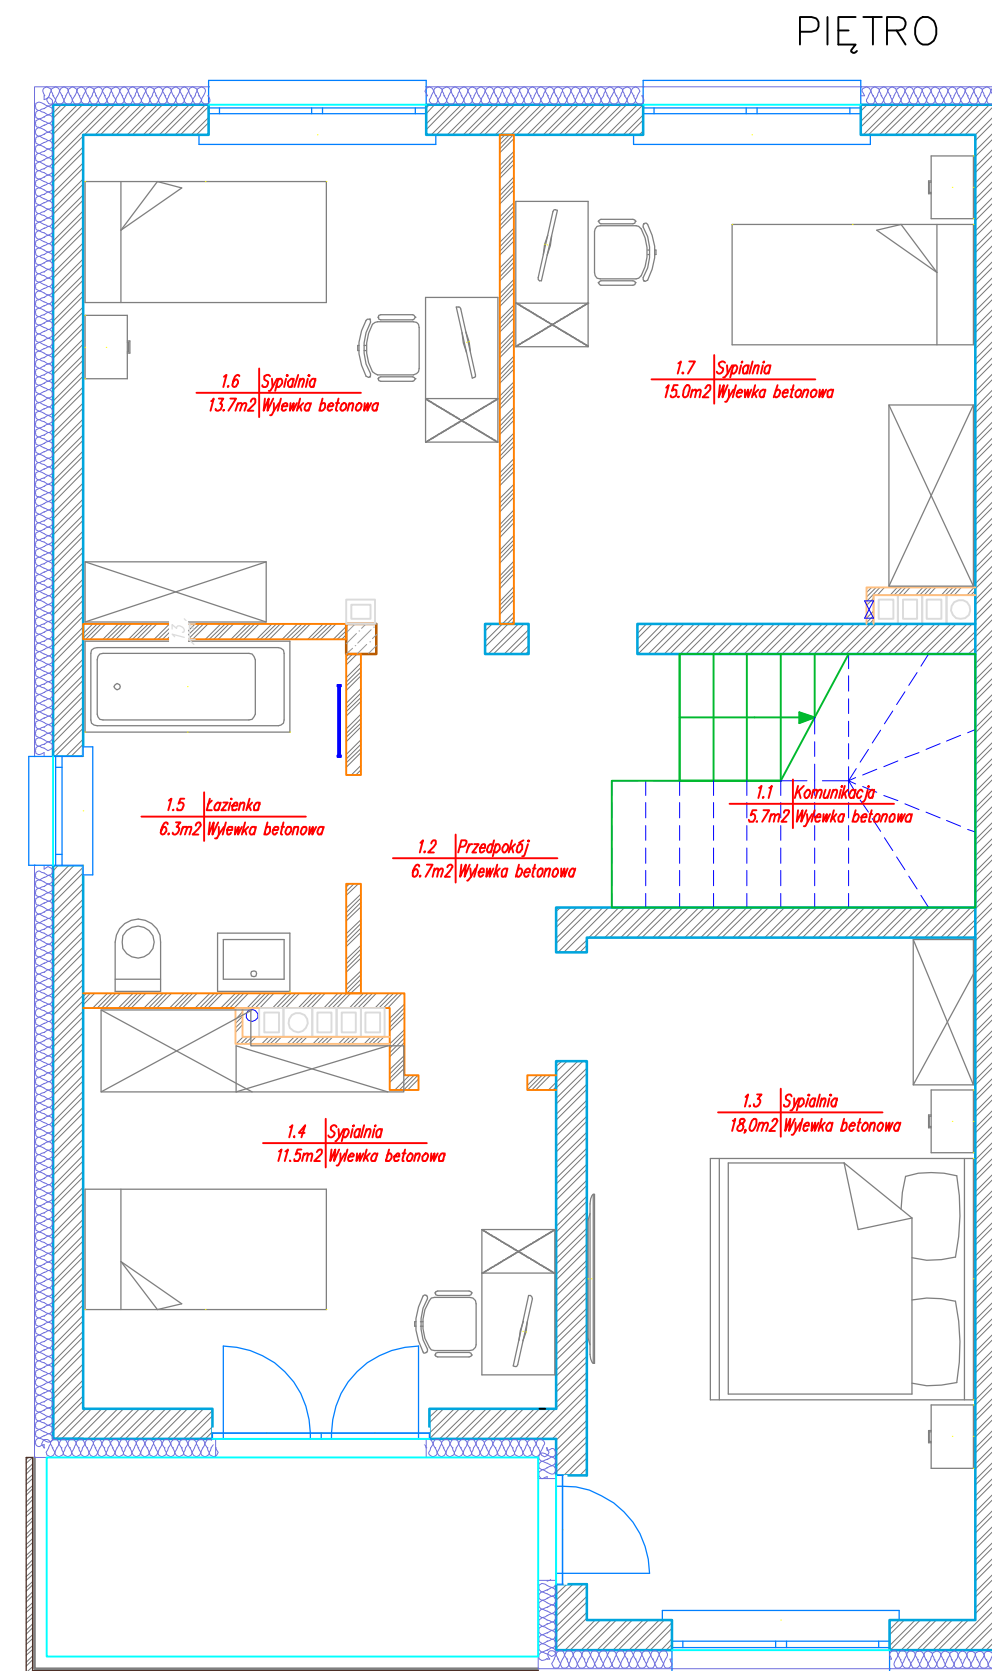 PIĘTRO
1.6 Sypialnia
13.7m2 Wylewka betonowa
1.7 Sypialnia
15.0m2 Wylewka betonowa
13.
1.5 Łazienka
6.3m2 Wylewka betonowa
1.1 Komunikacja
5.7m2 Wylewka betonowa
1.2 Przedpokój
6.7m2 Wylewka betonowa
1.3 Sypialnia
18,0m2 Wylewka betonowa
1.4 Sypialnia
11.5m2 Wylewka betonowa